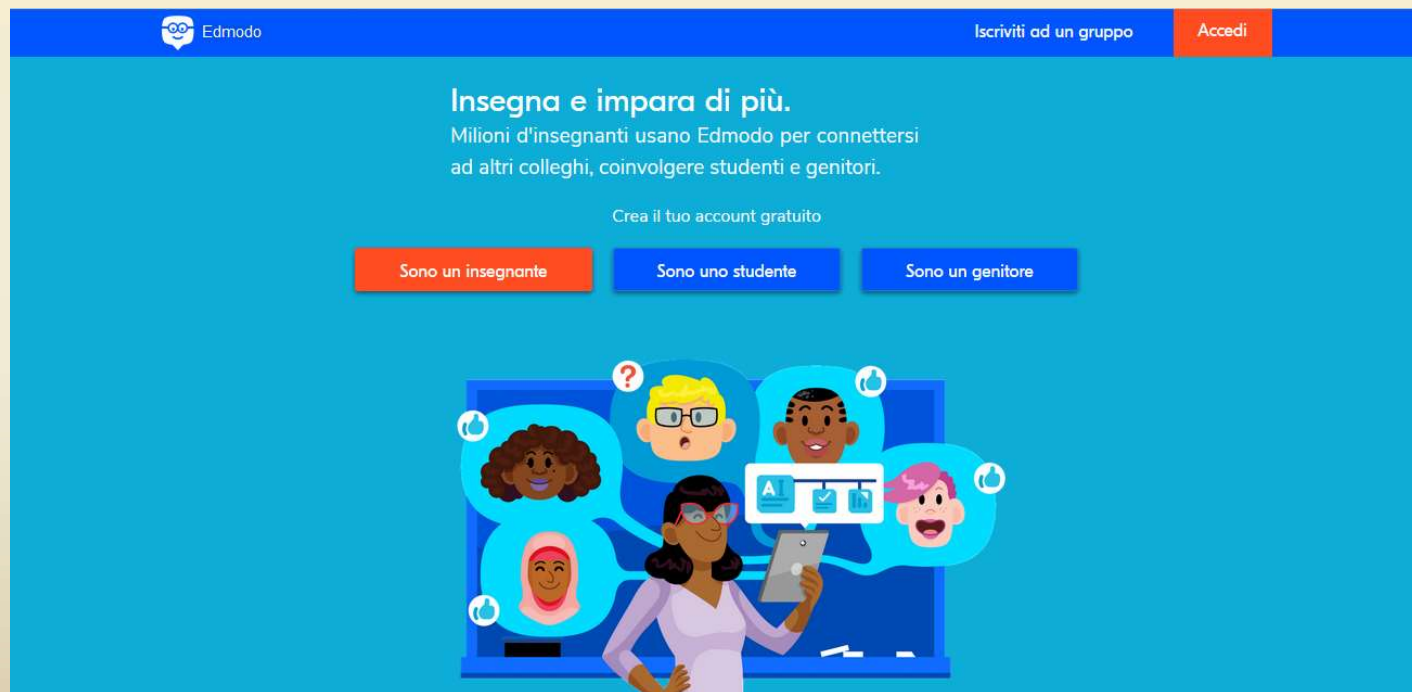 Edmodo
Iscriviti ad un gruppo
Accedi
Insegna e impara di più.
Milioni d'insegnanti usano Edmodo per connettersi
ad altri colleghi, coinvolgere studenti e genitori.
Crea il tuo account gratuito
Sono un insegnante
Sono uno studente
Sono un genitore
?
A